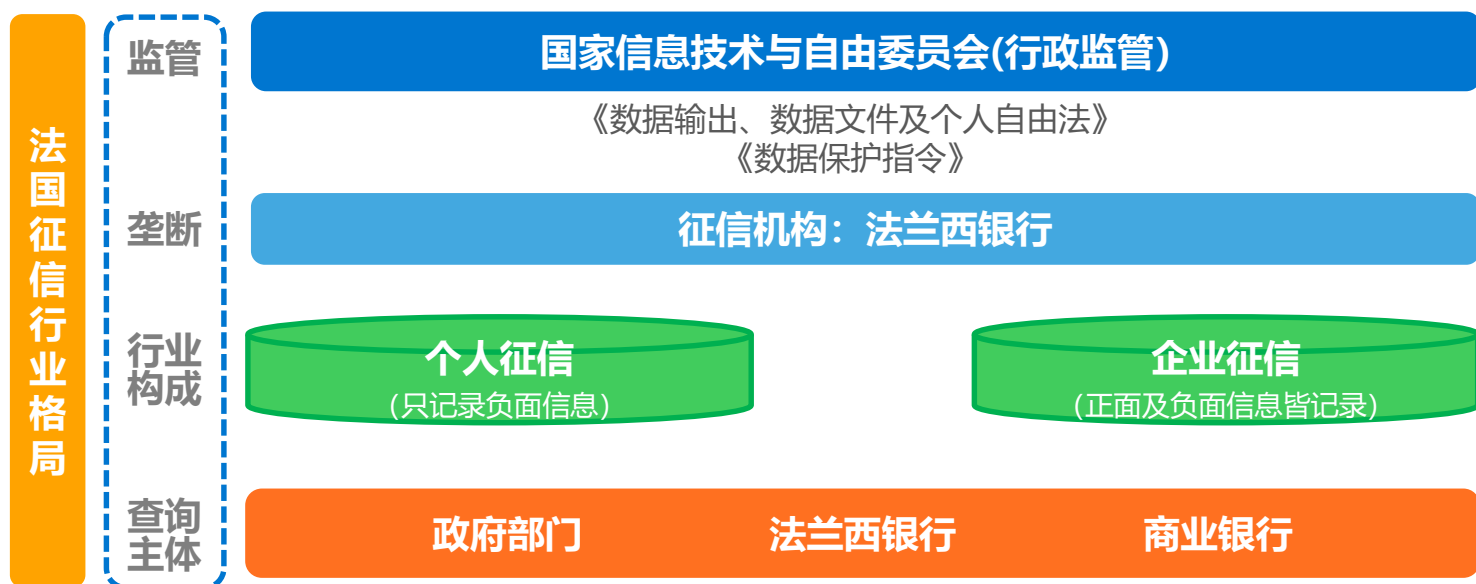 法国征信行业格局
监管
国家信息技术与自由委员会(行政监管)
《数据输出、数据文件及个人自由法》
《数据保护指令》
垄断
征信机构：法兰西银行
行业
构成
个人征信
（只记录负面信息）
企业征信
（正面及负面信息皆记录）
查询
主体
政府部门
法兰西银行
商业银行